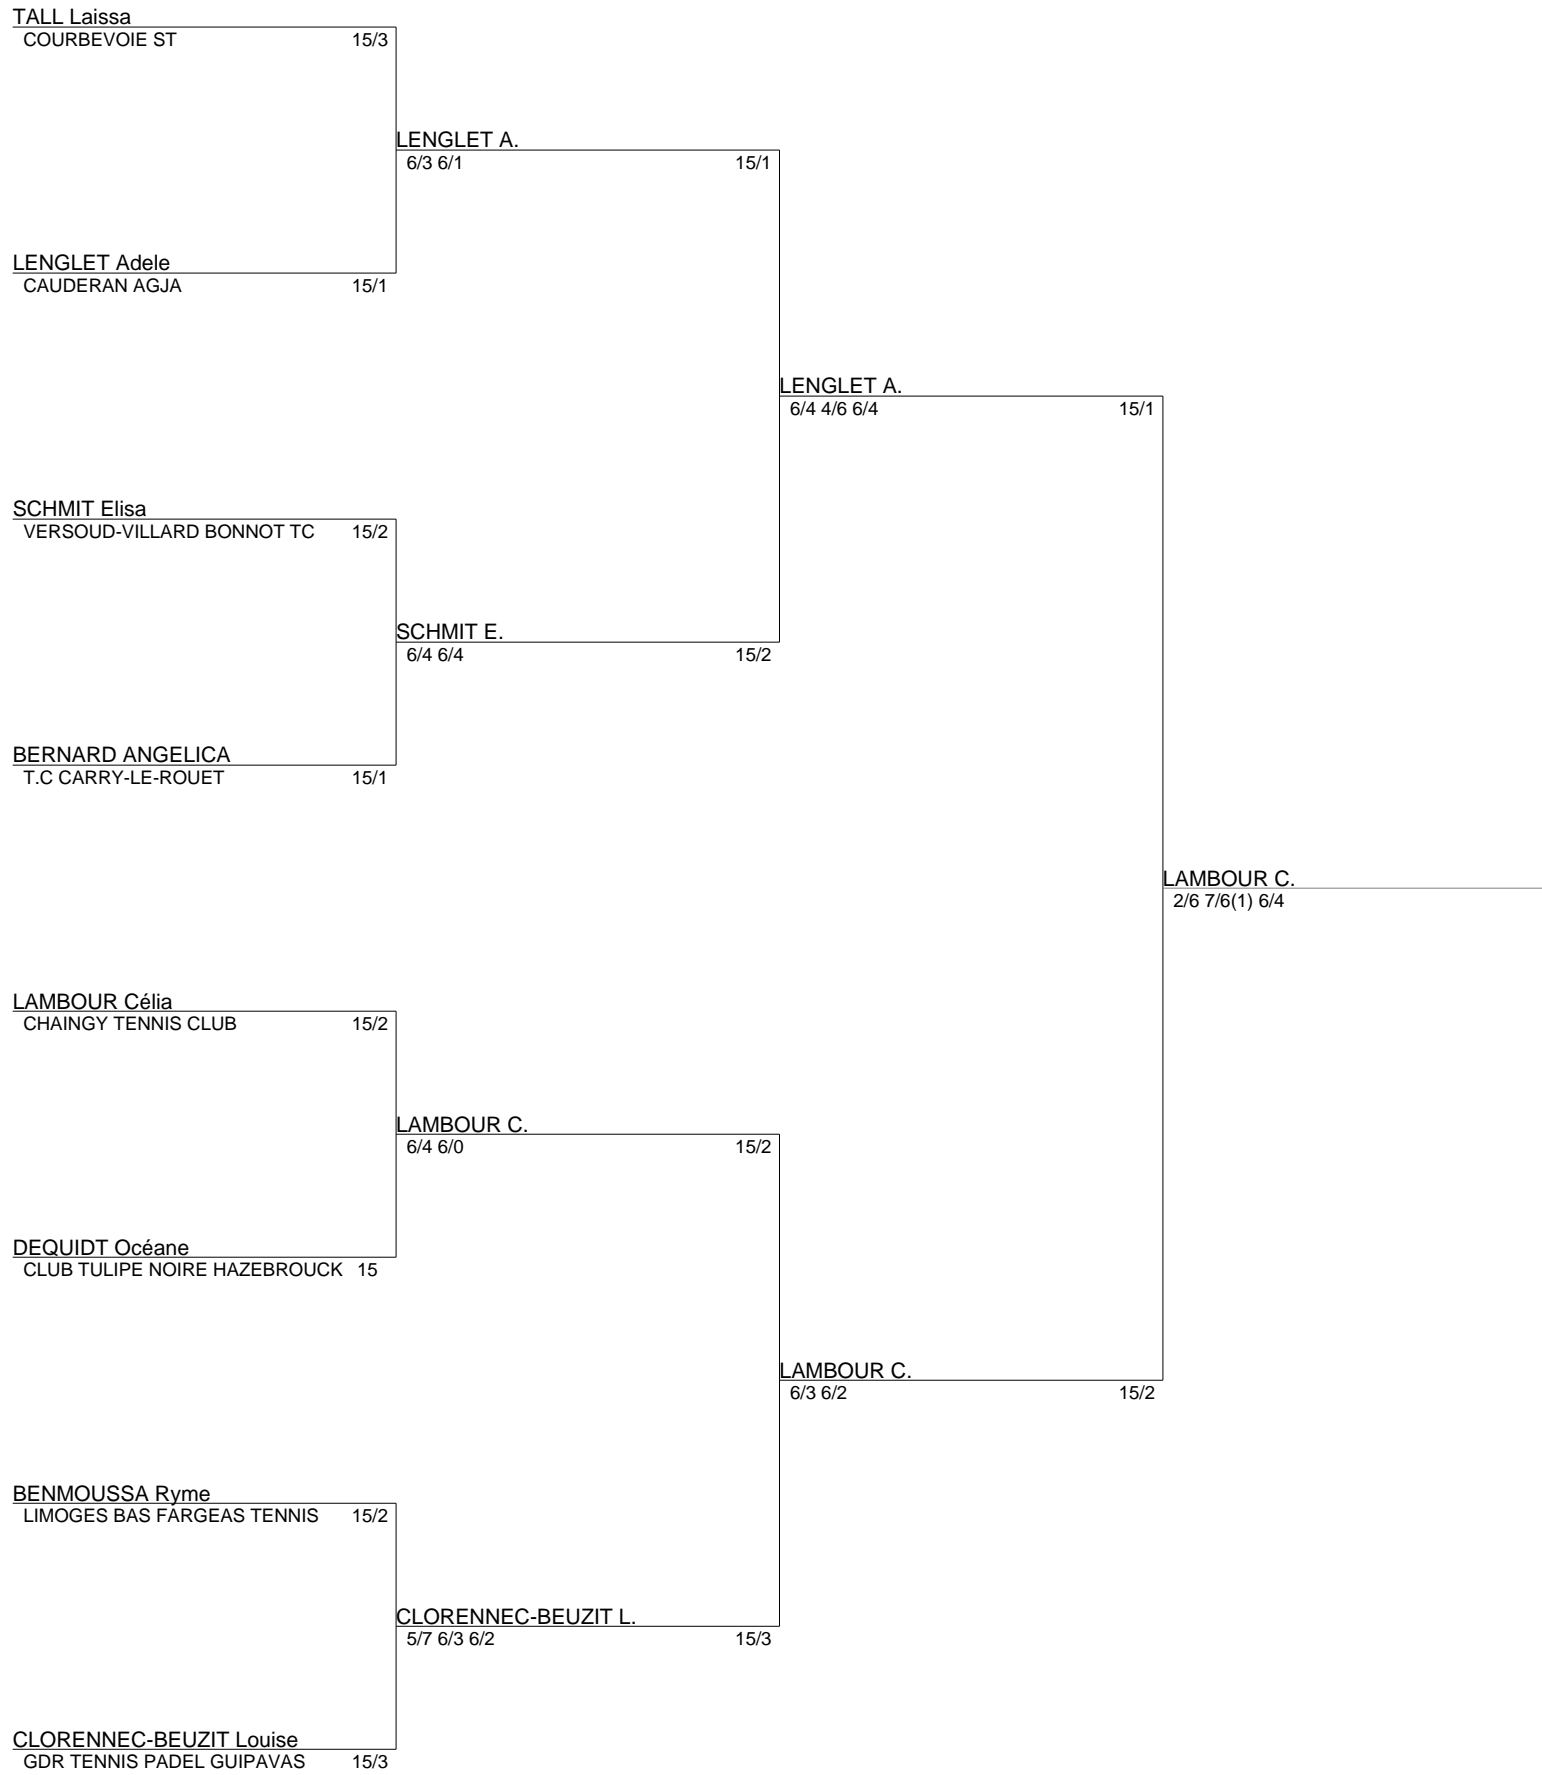 TALL Laissa
COURBEVOIE ST 15/3
LENGLET A.
6/3 6/1 15/1
LENGLET Adele
CAUDERAN AGJA 15/1
LENGLET A.
6/4 4/6 6/4 15/1
SCHMIT Elisa
VERSOUD-VILLARD BONNOT TC 15/2
SCHMIT E.
6/4 6/4 15/2
BERNARD ANGELICA
T.C CARRY-LE-ROUET 15/1
LAMBOUR C.
2/6 7/6(1) 6/4
LAMBOUR Célia
CHAINGY TENNIS CLUB 15/2
LAMBOUR C.
6/4 6/0 15/2
DEQUIDT Océane
CLUB TULIPE NOIRE HAZEBROUCK 15
LAMBOUR C.
6/3 6/2 15/2
BENMOUSSA Ryme
LIMOGES BAS FARGEAS TENNIS 15/2
CLORENNEC-BEUZIT L.
5/7 6/3 6/2 15/3
CLORENNEC-BEUZIT Louise
GDR TENNIS PADEL GUIPAVAS 15/3